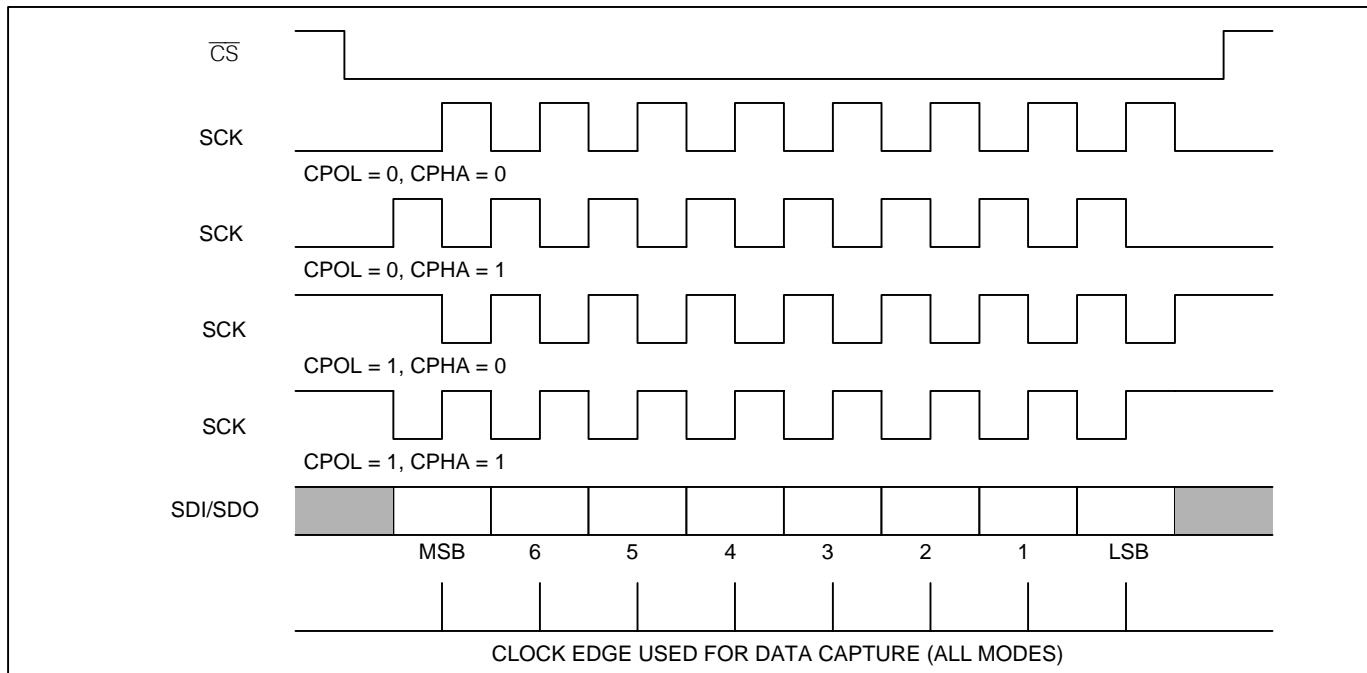 C̅S̅
SCK
CPOL = 0, CPHA = 0
SCK
CPOL = 0, CPHA = 1
SCK
CPOL = 1, CPHA = 0
SCK
CPOL = 1, CPHA = 1
SDI/SDO
MSB 6 5 4 3 2 1 LSB
CLOCK EDGE USED FOR DATA CAPTURE (ALL MODES)